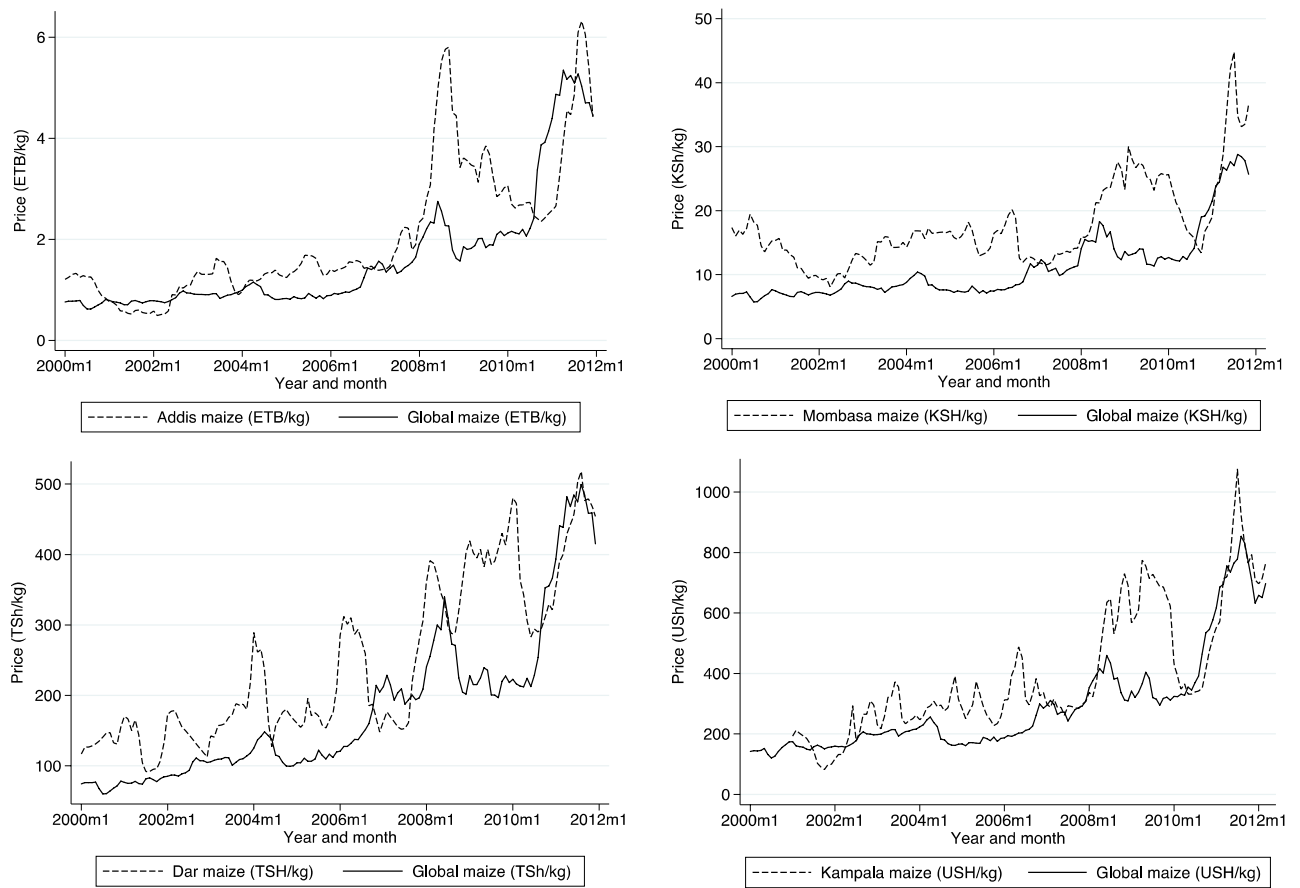 Price (ETB/kg)
6
4
2
0
2000m1 2002m1 2004m1 2006m1 2008m1 2010m1 2012m1
Year and month
Addis maize (ETB/kg) Global maize (ETB/kg)
Price (KSh/kg)
50
40
30
20
10
0
2000m1 2002m1 2004m1 2006m1 2008m1 2010m1 2012m1
Year and month
Mombasa maize (KSH/kg) Global maize (KSH/kg)
Price (TSh/kg)
500
400
300
200
100
2000m1 2002m1 2004m1 2006m1 2008m1 2010m1 2012m1
Year and month
Dar maize (TSH/kg) Global maize (TSh/kg)
Price (USh/kg)
1000
800
600
400
200
0
2000m1 2002m1 2004m1 2006m1 2008m1 2010m1 2012m1
Year and month
Kampala maize (USH/kg) Global maize (USH/kg)